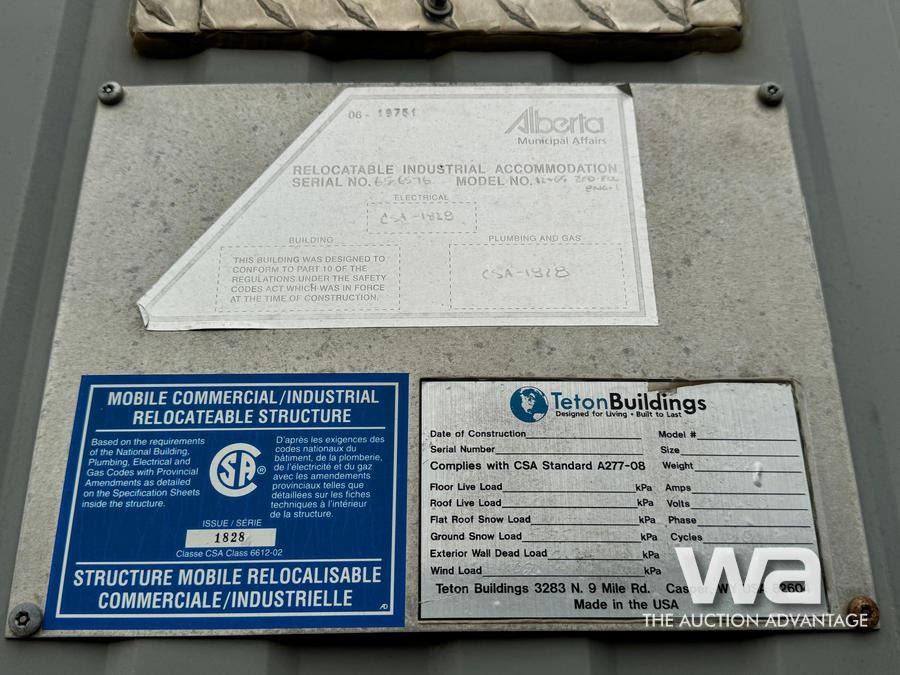 06 - 19751
Alberta
Municipal Affairs
RELOCATABLE INDUSTRIAL ACCOMMODATION
SERIAL NO. MODEL NO.
ELECTRICAL
CSA-1828
BUILDING
THIS BUILDING WAS DESIGNED TO
CONFORM TO PART 10 OF THE
REGULATIONS UNDER THE SAFETY
CODES ACT WHICH WAS IN FORCE
AT THE TIME OF CONSTRUCTION.
PLUMBING AND GAS
CSA-1828
MOBILE COMMERCIAL/INDUSTRIAL
RELOCATEABLE STRUCTURE
Based on the requirements
of the National Building,
Plumbing, Electrical and
Gas Codes with Provincial
Amendments as detailed
on the Specification Sheets
inside the structure.
CSA®
D'après les exigences des
codes nationaux du
bâtiment, de la plomberie,
de l'électricité et du gaz
avec les amendements
provinciaux telles que
détaillées sur les fiches
techniques à l'intérieur
de la structure.
ISSUE / SÉRIE
1828
Classe CSA Class 6612-02
STRUCTURE MOBILE RELOCALISABLE
COMMERCIALE/INDUSTRIELLE
TetonBuildings
Designed for Living • Built to Last
Date of Construction
Serial Number
Complies with CSA Standard A277-08
Floor Live Load kPa
Roof Live Load kPa
Flat Roof Snow Load kPa
Ground Snow Load kPa
Exterior Wall Dead Load kPa
Wind Load kPa
Model #
Size
Weight
Amps
Volts
Phase
Cycles
Teton Buildings 3283 N. 9 Mile Rd. Casper, WY USA
Made in the USA
wa
THE AUCTION ADVANTAGE